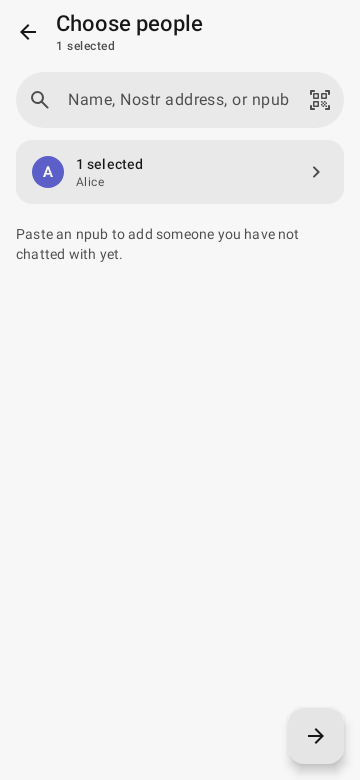 Choose people
1 selected
Name, Nostr address, or npub
A
1 selected
Alice
Paste an npub to add someone you have not
chatted with yet.